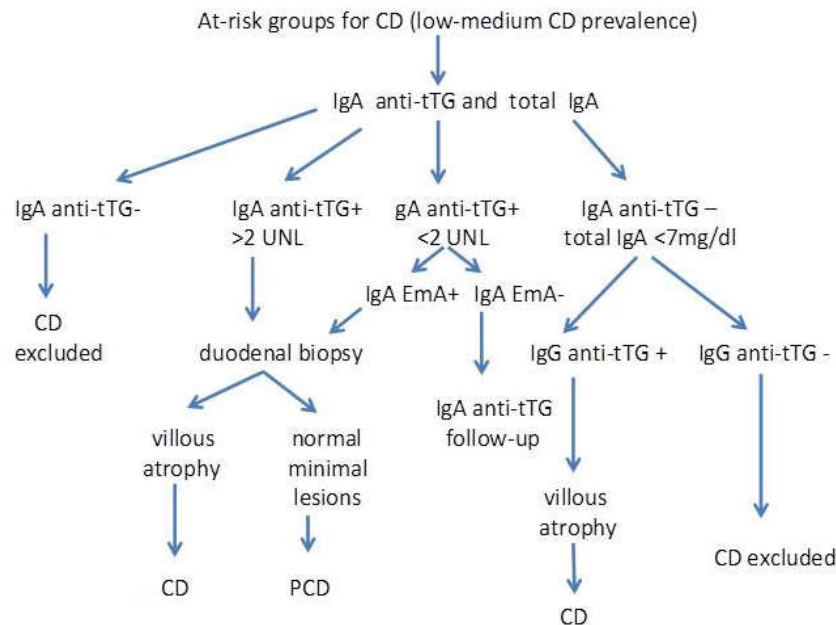 At-risk groups for CD (low-medium CD prevalence)
IgA anti-tTG and total IgA
IgA anti-tTG-
IgA anti-tTG+
>2 UNL
gA anti-tTG+
<2 UNL
IgA anti-tTG –
total IgA <7mg/dl
IgA EmA+
IgA EmA-
CD
excluded
duodenal biopsy
IgG anti-tTG +
IgG anti-tTG -
IgA anti-tTG
follow-up
villous
atrophy
normal
minimal
lesions
villous
atrophy
CD excluded
CD
PCD
CD